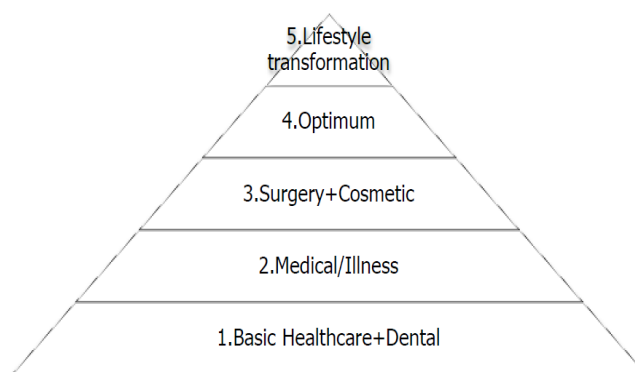 5.Lifestyle
transformation
4.Optimum
3.Surgery+Cosmetic
2.Medical/Illness
1.Basic Healthcare+Dental